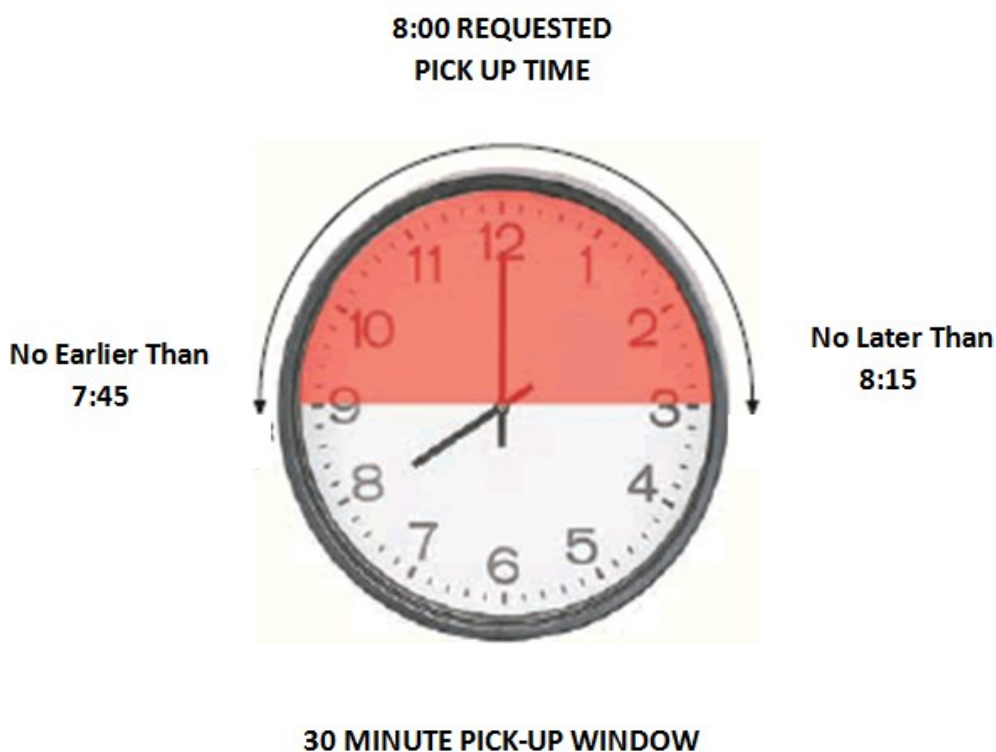 8:00 REQUESTED
PICK UP TIME
12
11
1
10
2
No Earlier Than
7:45
No Later Than
8:15
9
3
8
4
7
5
6
30 MINUTE PICK-UP WINDOW